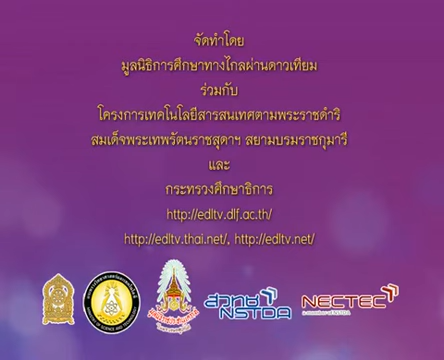 จัดทำโดย
มูลนิธิการศึกษาทางไกลผ่านดาวเทียม
ร่วมกับ
โครงการเทคโนโลยีสารสนเทศตามพระราชดำริ
สมเด็จพระเทพรัตนราชสุดาฯ สยามบรมราชกุมารี
และ
กระทรวงศึกษาธิการ
http://edltv.dlf.ac.th/
http://edltv.thai.net/, http://edltv.net/
สวทช
NSTDA
NECTEC
a member of NSTDA